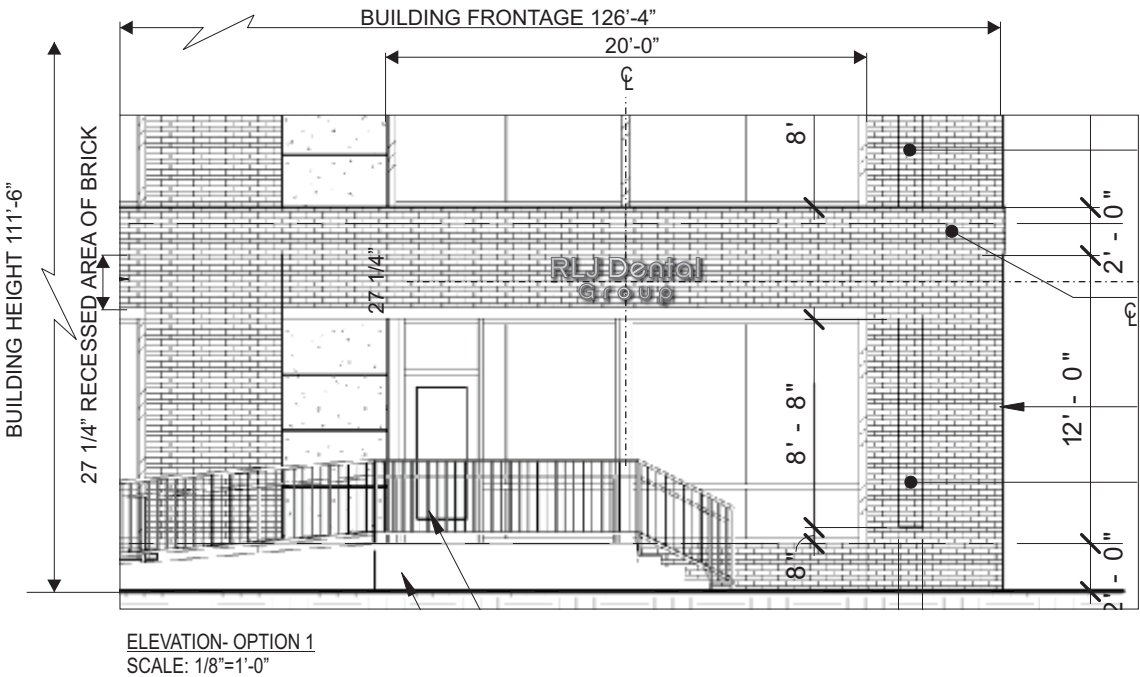 BUILDING FRONTAGE 126’-4”
20’-0”
℄
BUILDING HEIGHT 111’-6”
27 1/4” RECESSED AREA OF BRICK
27 1/4”
8'
2' - 0"
RLJ Dental
Group
℄
8' - 8"
12' - 0"
8"
2' - 0"
ELEVATION- OPTION 1
SCALE: 1/8”=1’-0”